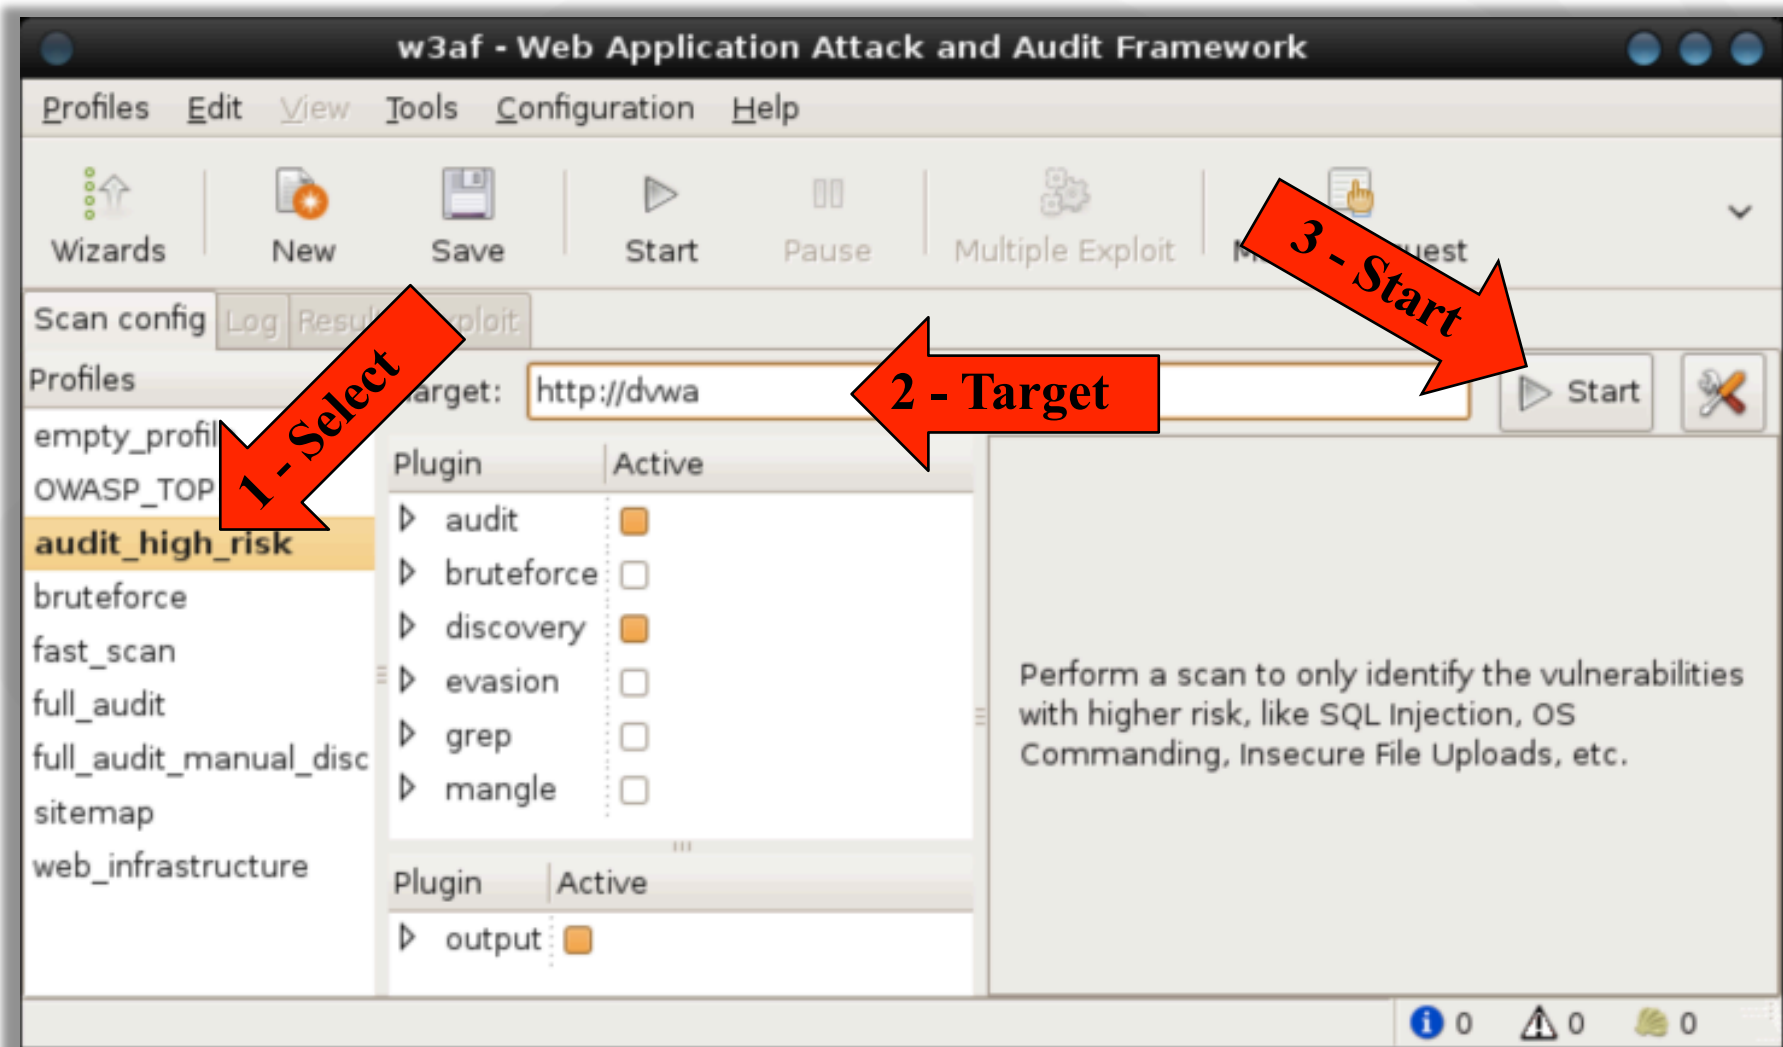 w3af - Web Application Attack and Audit Framework
Profiles Edit View Tools Configuration Help
Wizards New Save Start Pause Multiple Exploit
3 - Start
Scan config Log
1 - Select
Profiles
http://dvwa
2 - Target
Start
OWASP_TOP
audit_high_risk
bruteforce
fast_scan
full_audit
full_audit_manual_disc
sitemap
web_infrastructure
Plugin Active
audit
bruteforce
discovery
evasion
grep
mangle
Plugin Active
output
Perform a scan to only identify the vulnerabilities
with higher risk, like SQL Injection, OS
Commanding, Insecure File Uploads, etc.
0 0 0